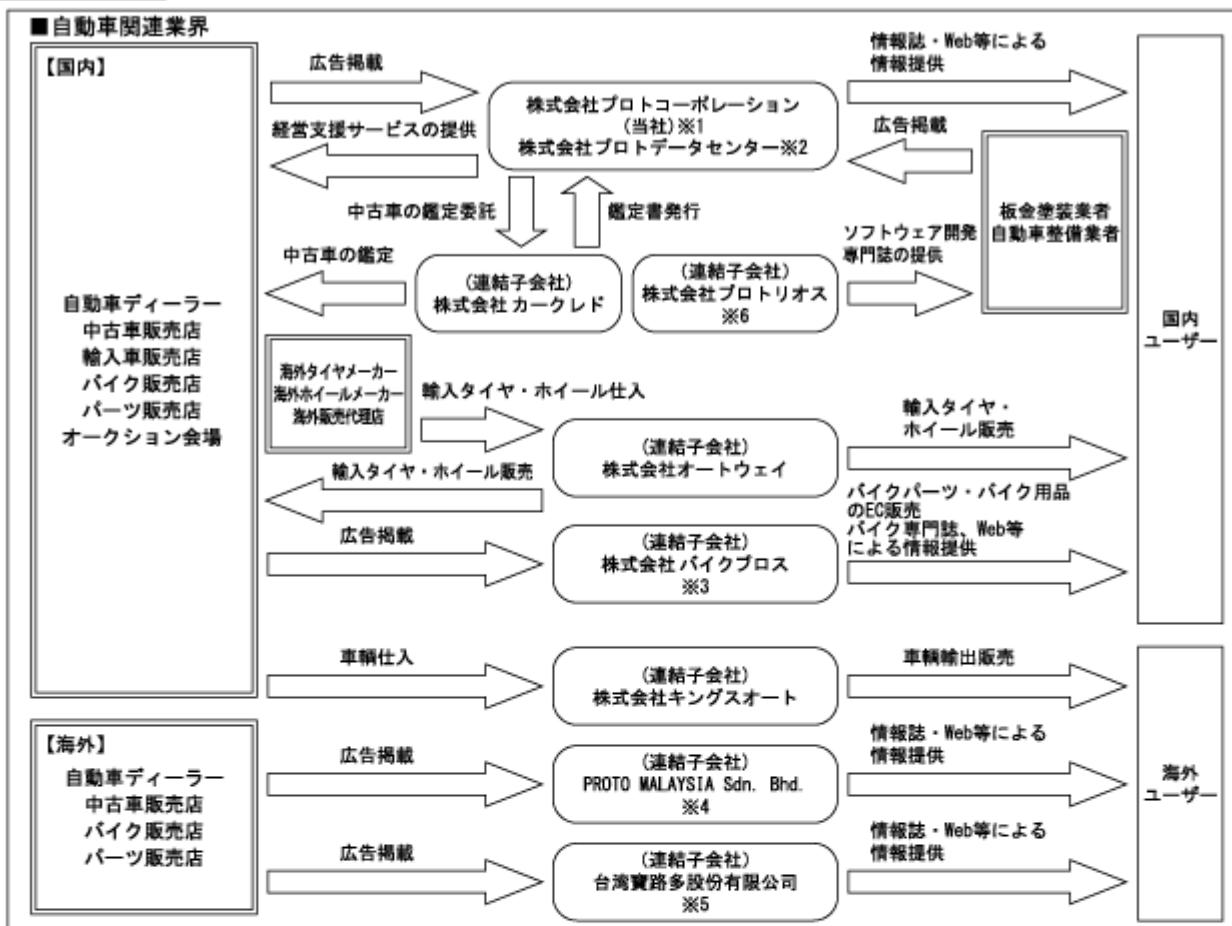 ■自動車関連業界
【国内】
自動車ディーラー
中古車販売店
輸入車販売店
バイク販売店
パーツ販売店
オークション会場
広告掲載
経営支援サービスの提供
株式会社プロトコーポレーション
(当社)※1
株式会社プロトデータセンター※2
情報誌・Web等による
情報提供
広告掲載
板金塗装業者
自動車整備業者
中古車の鑑定委託
鑑定書発行
ソフトウェア開発
専門誌の提供
中古車の鑑定
(連結子会社)
株式会社 カークレド
(連結子会社)
株式会社プロトリオス
※6
国内
ユーザー
海外タイヤメーカー
海外ホイールメーカー
海外販売代理店
輸入タイヤ・ホイール仕入
(連結子会社)
株式会社オートウェイ
輸入タイヤ・
ホイール販売
輸入タイヤ・ホイール販売
広告掲載
(連結子会社)
株式会社 バイクブロス
※3
バイクパーツ・バイク用品
のEC販売
バイク専門誌、Web等
による情報提供
車輌仕入
(連結子会社)
株式会社キングスオート
車輌輸出販売
【海外】
自動車ディーラー
中古車販売店
バイク販売店
パーツ販売店
広告掲載
(連結子会社)
PROTO MALAYSIA Sdn. Bhd.
※4
情報誌・Web等による
情報提供
海外
ユーザー
広告掲載
(連結子会社)
台湾寶路多股份有限公司
※5
情報誌・Web等による
情報提供